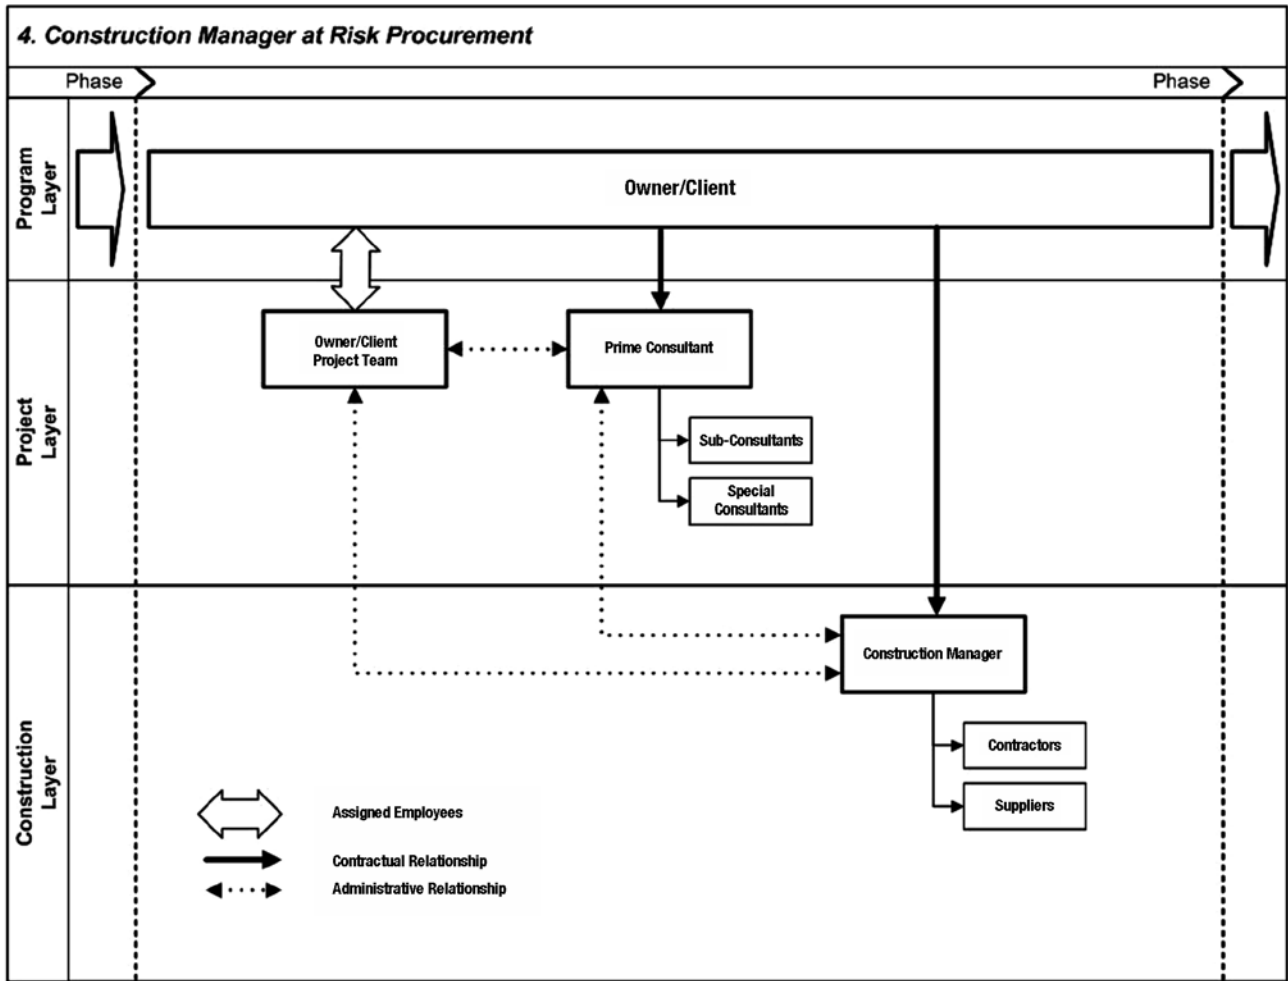 4. Construction Manager at Risk Procurement
Phase
Phase
Program
Layer
Owner/Client
Project
Layer
Owner/Client
Project Team
Prime Consultant
Sub-Consultants
Special
Consultants
Construction
Layer
Construction Manager
Contractors
Suppliers
Assigned Employees
Contractual Relationship
Administrative Relationship